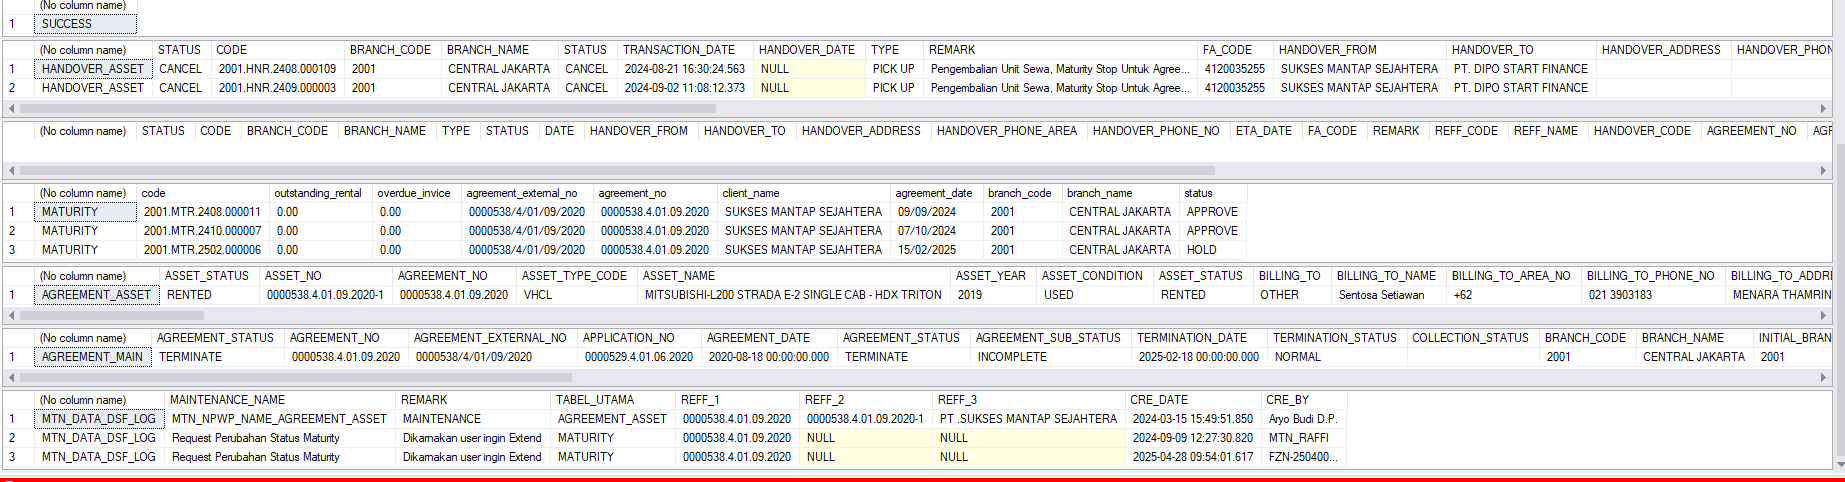 (No column name)
1 SUCCESS
(No column name) STATUS CODE BRANCH_CODE BRANCH_NAME STATUS TRANSACTION_DATE HANDOVER_DATE TYPE REMARK FA_CODE HANDOVER_FROM HANDOVER_TO HANDOVER_ADDRESS HANDOVER_PHON
1 HANDOVER_ASSET CANCEL 2001.HNR.2408.000109 2001 CENTRAL JAKARTA CANCEL 2024-08-21 16:30:24.563 NULL PICK UP Pengembalian Unit Sewa, Maturity Stop Untuk Agree... 4120035255 SUKSES MANTAP SEJAHTERA PT. DIPO START FINANCE
2 HANDOVER_ASSET CANCEL 2001.HNR.2409.000003 2001 CENTRAL JAKARTA CANCEL 2024-09-02 11:08:12.373 NULL PICK UP Pengembalian Unit Sewa, Maturity Stop Untuk Agree... 4120035255 SUKSES MANTAP SEJAHTERA PT. DIPO START FINANCE
(No column name) STATUS CODE BRANCH_CODE BRANCH_NAME TYPE STATUS DATE HANDOVER_FROM HANDOVER_TO HANDOVER_ADDRESS HANDOVER_PHONE_AREA HANDOVER_PHONE_NO ETA_DATE FA_CODE REMARK REFF_CODE REFF_NAME HANDOVER_CODE AGREEMENT_NO AGR
(No column name) code outstanding_rental overdue_invice agreement_external_no agreement_no client_name agreement_date branch_code branch_name status
1 MATURITY 2001.MTR.2408.000011 0.00 0.00 0000538/4/01/09/2020 0000538.4.01.09.2020 SUKSES MANTAP SEJAHTERA 09/09/2024 2001 CENTRAL JAKARTA APPROVE
2 MATURITY 2001.MTR.2410.000007 0.00 0.00 0000538/4/01/09/2020 0000538.4.01.09.2020 SUKSES MANTAP SEJAHTERA 07/10/2024 2001 CENTRAL JAKARTA APPROVE
3 MATURITY 2001.MTR.2502.000006 0.00 0.00 0000538/4/01/09/2020 0000538.4.01.09.2020 SUKSES MANTAP SEJAHTERA 15/02/2025 2001 CENTRAL JAKARTA HOLD
(No column name) ASSET_STATUS ASSET_NO AGREEMENT_NO ASSET_TYPE_CODE ASSET_NAME ASSET_YEAR ASSET_CONDITION ASSET_STATUS BILLING_TO BILLING_TO_NAME BILLING_TO_AREA_NO BILLING_TO_PHONE_NO BILLING_TO_ADDRE
1 AGREEMENT_ASSET RENTED 0000538.4.01.09.2020-1 0000538.4.01.09.2020 VHCL MITSUBISHI-L200 STRADA E-2 SINGLE CAB - HDX TRITON 2019 USED RENTED OTHER Sentosa Setiawan +62 021 3903183 MENARA THAMRIN
(No column name) AGREEMENT_STATUS AGREEMENT_NO AGREEMENT_EXTERNAL_NO APPLICATION_NO AGREEMENT_DATE AGREEMENT_STATUS AGREEMENT_SUB_STATUS TERMINATION_DATE TERMINATION_STATUS COLLECTION_STATUS BRANCH_CODE BRANCH_NAME INITIAL_BRAN
1 AGREEMENT_MAIN TERMINATE 0000538.4.01.09.2020 0000538/4/01/09/2020 0000529.4.01.06.2020 2020-08-18 00:00:00.000 TERMINATE INCOMPLETE 2025-02-18 00:00:00.000 NORMAL 2001 CENTRAL JAKARTA 2001
(No column name) MAINTENANCE_NAME REMARK TABEL_UTAMA REFF_1 REFF_2 REFF_3 CRE_DATE CRE_BY
1 MTN_DATA_DSF_LOG MTN_NPWP_NAME_AGREEMENT_ASSET MAINTENANCE AGREEMENT_ASSET 0000538.4.01.09.2020 0000538.4.01.09.2020-1 PT .SUKSES MANTAP SEJAHTERA 2024-03-15 15:49:51.850 Aryo Budi D.P.
2 MTN_DATA_DSF_LOG Request Perubahan Status Maturity Dikarnakan user ingin Extend MATURITY 0000538.4.01.09.2020 NULL NULL 2024-09-09 12:27:30.820 MTN_RAFFI
3 MTN_DATA_DSF_LOG Request Perubahan Status Maturity Dikarnakan user ingin Extend MATURITY 0000538.4.01.09.2020 NULL NULL 2025-04-28 09:54:01.617 FZN-250400...